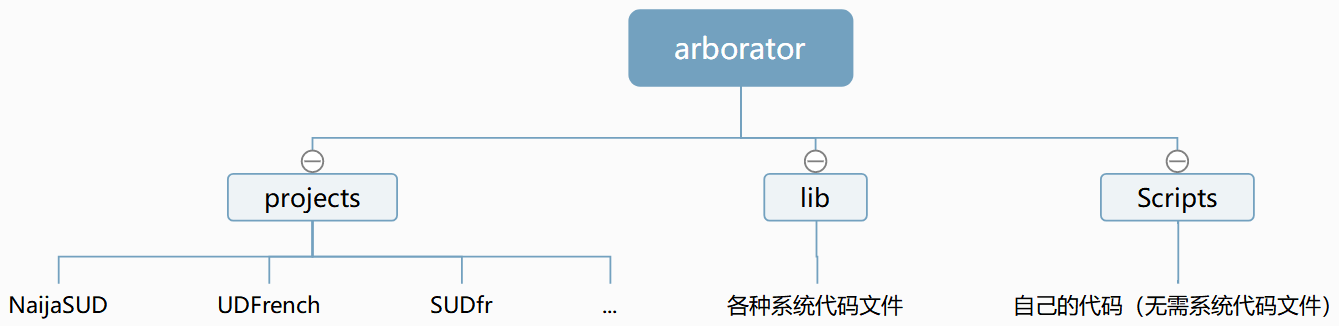 arborator
projects
lib
Scripts
NaijaSUD
UDFrench
SUDfr
...
各种系统代码文件
自己的代码（无需系统代码文件）